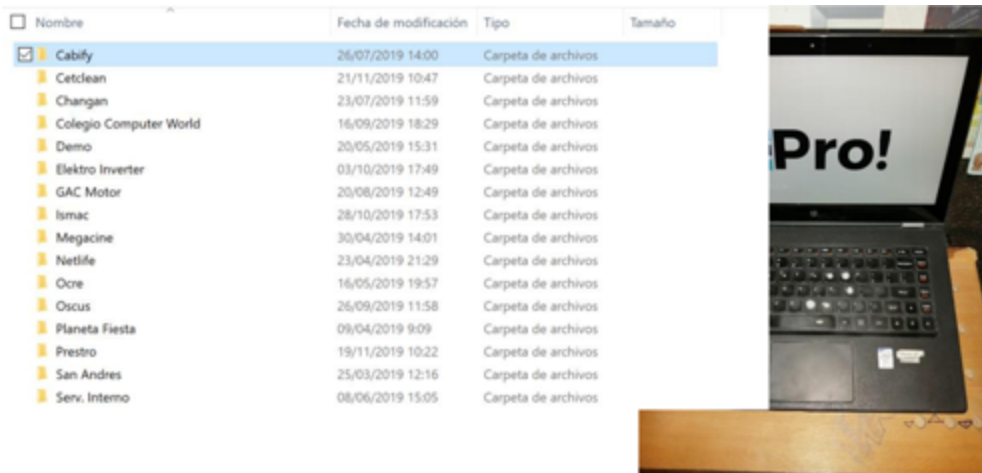 Nombre Fecha de modificación Tipo Tamaño
Cabify 26/07/2019 14:00 Carpeta de archivos
Cetclean 21/11/2019 10:47 Carpeta de archivos
Changan 23/07/2019 11:59 Carpeta de archivos
Colegio Computer World 16/09/2019 18:29 Carpeta de archivos
Demo 20/05/2019 15:31 Carpeta de archivos
Elektro Inverter 03/10/2019 17:49 Carpeta de archivos
GAC Motor 20/08/2019 12:49 Carpeta de archivos
Ismac 28/10/2019 17:53 Carpeta de archivos
Megacine 30/04/2019 14:01 Carpeta de archivos
Netlife 23/04/2019 21:29 Carpeta de archivos
Ocre 16/05/2019 19:57 Carpeta de archivos
Oscus 26/09/2019 11:58 Carpeta de archivos
Planeta Fiesta 09/04/2019 9:09 Carpeta de archivos
Prestro 19/11/2019 10:22 Carpeta de archivos
San Andres 25/03/2019 12:16 Carpeta de archivos
Serv. Interno 08/06/2019 15:05 Carpeta de archivos
Pro!